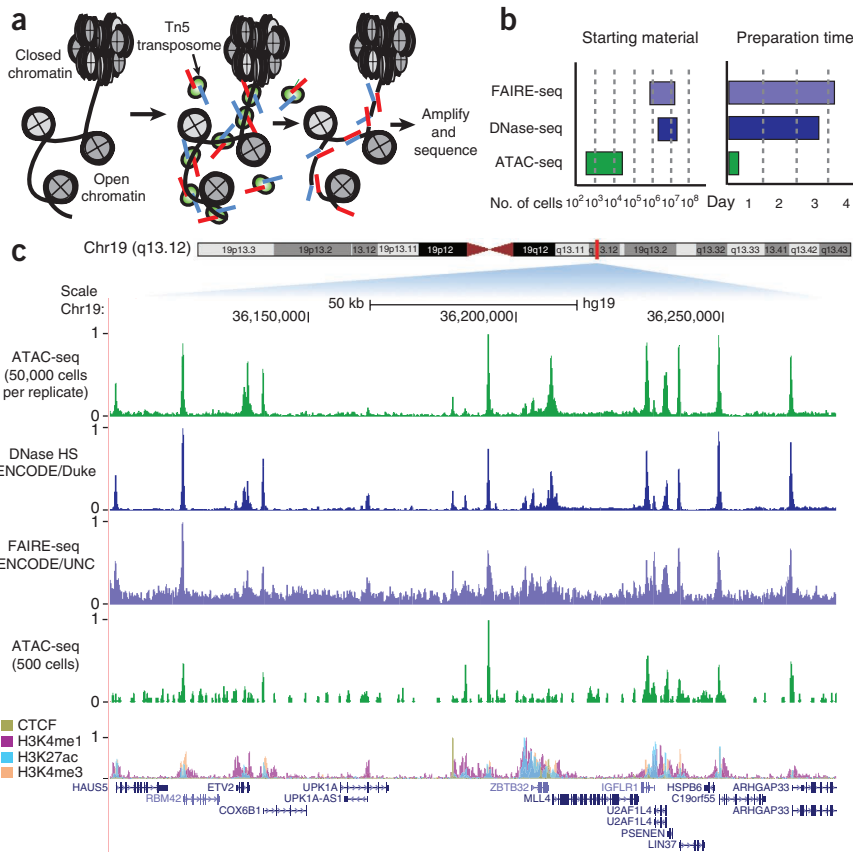 a
Tn5
transposome
Closed
chromatin
Open
chromatin
Amplify
and
sequence
b
Starting material
Preparation time
FAIRE-seq
DNase-seq
ATAC-seq
No. of cells 10² 10³ 10⁴ 10⁵ 10⁶ 10⁷ 10⁸
Day 1 2 3 4
c
Chr19 (q13.12)
19p13.3 19p13.2 13.12 19p13.11 19p12 19q12 q13.11 q13.12 19q13.2 q13.32 q13.33 13.41 q13.42 q13.43
Scale
Chr19:
50 kb
hg19
36,150,000
36,200,000
36,250,000
ATAC-seq
(50,000 cells
per replicate)
1
0
DNase HS
ENCODE/Duke
1
0
FAIRE-seq
ENCODE/UNC
1
0
ATAC-seq
(500 cells)
1
0
CTCF
H3K4me1
H3K27ac
H3K4me3
1
HAUS5 ETV2 UPK1A ZBTB32 IGFLR1 HSPB6 ARHGAP33
RBM42 UPK1A-AS1 MLL4 C19orf55
COX6B1 U2AF1L4 ARHGAP33
U2AF1L4
PSENEN
LIN37